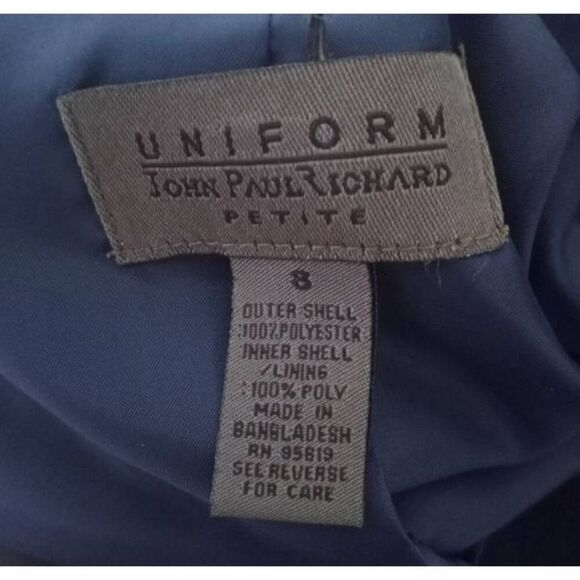 UNIFORM
JOHN PAUL RICHARD
PETITE
8
OUTER SHELL
:100% POLYESTER
INNER SHELL
/LINING
:100% POLY
MADE IN
BANGLADESH
RN 95619
SEE REVERSE
FOR CARE